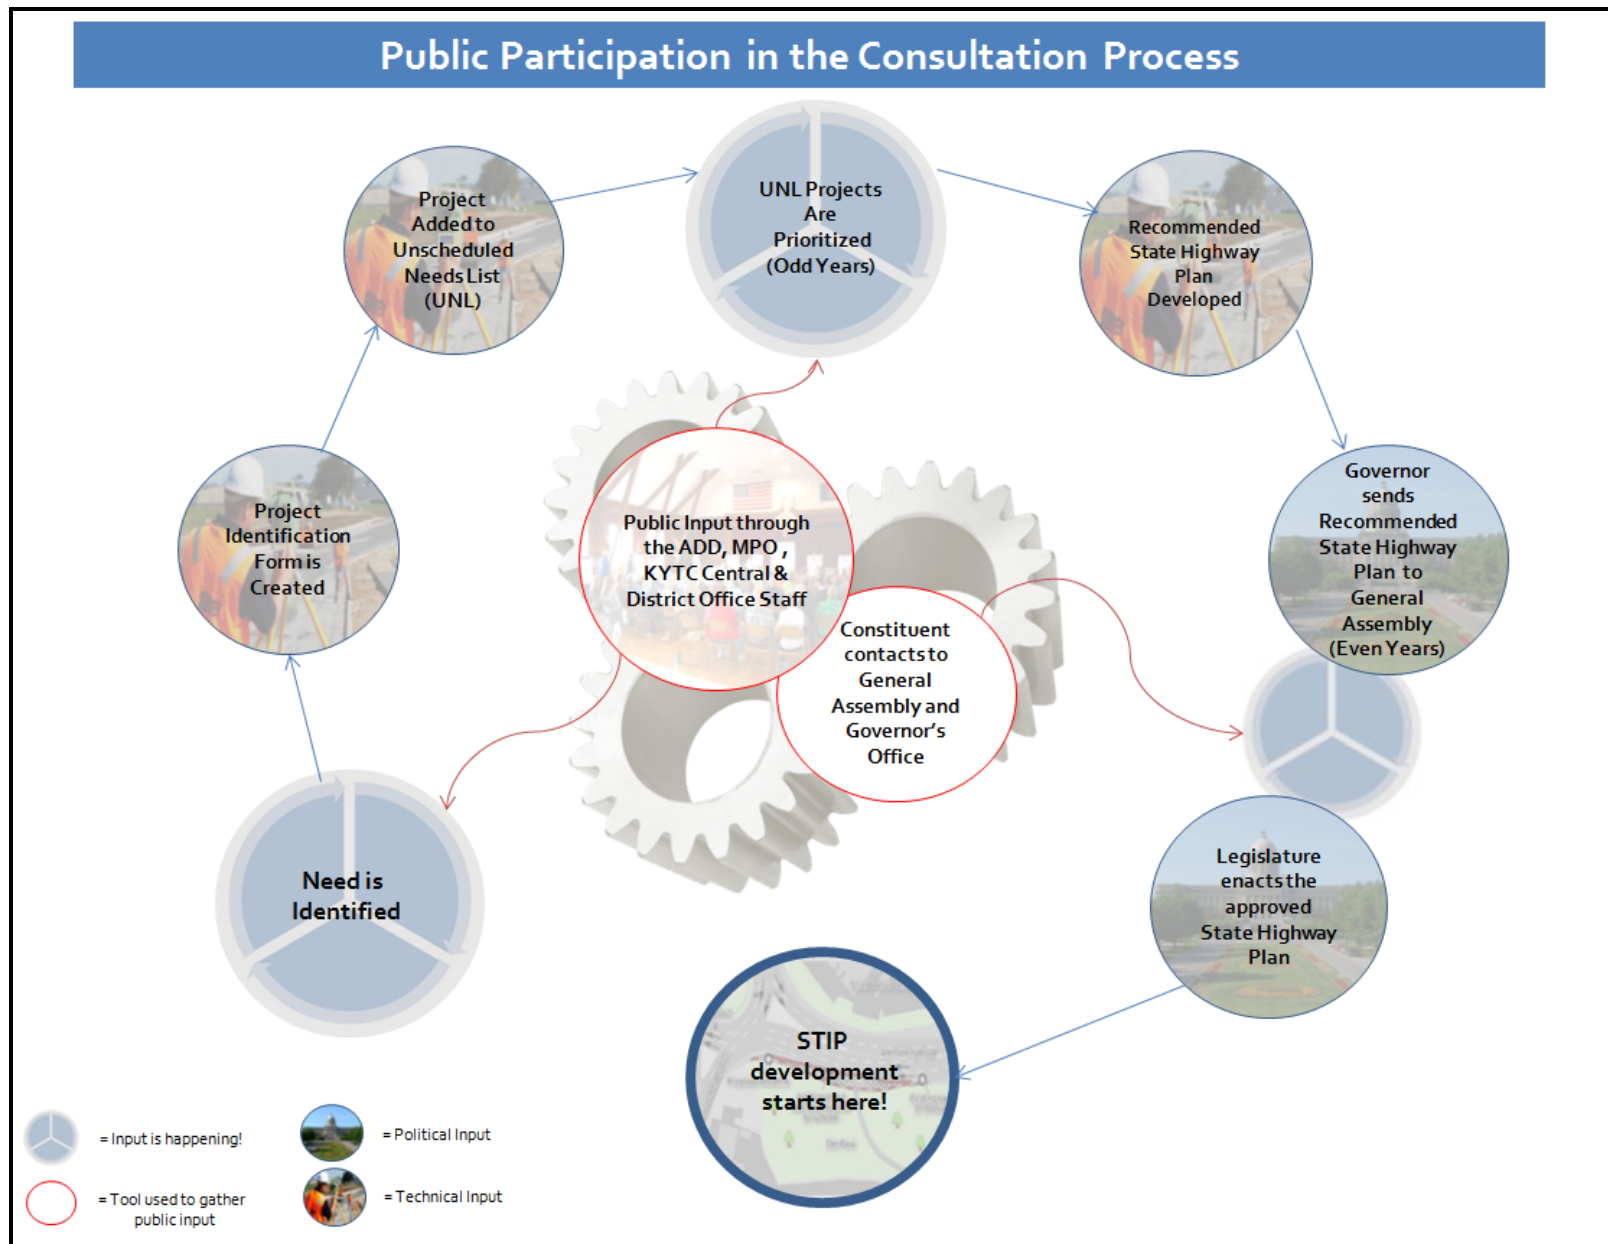 Public Participation in the Consultation Process
Need is
Identified
Project
Identification
Form is
Created
Project
Added to
Unscheduled
Needs List
(UNL)
UNL Projects
Are
Prioritized
(Odd Years)
Recommended
State Highway
Plan
Developed
Governor
sends
Recommended
State Highway
Plan to
General
Assembly
(Even Years)
Legislature
enacts the
approved
State Highway
Plan
STIP
development
starts here!
Public Input through
the ADD, MPO ,
KYTC Central &
District Office Staff
Constituent
contacts to
General
Assembly and
Governor's
Office
= Input is happening!
= Political Input
= Tool used to gather
public input
= Technical Input